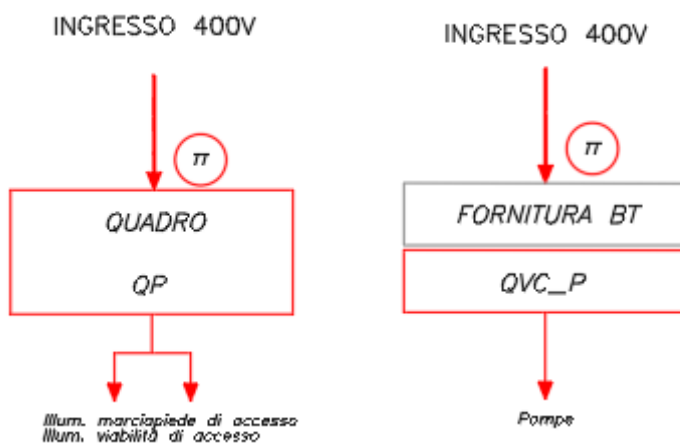 INGRESSO 400V
π
QUADRO
QP
Illum. marciapiede di accesso
Illum. viabilità di accesso
INGRESSO 400V
π
FORNITURA BT
QVC_P
Pompe